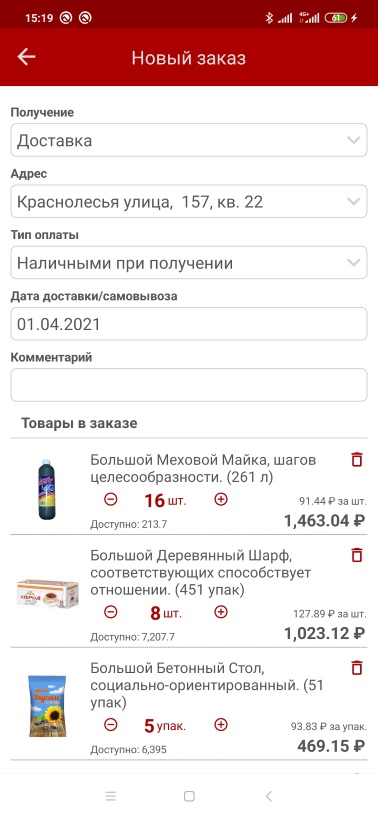 15:19
4G+
61
Новый заказ
Получение
Доставка
Адрес
Краснолесья улица, 157, кв. 22
Тип оплаты
Наличными при получении
Дата доставки/самовывоза
01.04.2021
Комментарий
Товары в заказе
Большой Меховой Майка, шагов
целесообразности. (261 л)
16 шт.
91.44 ₽ за шт.
Доступно: 213.7
1,463.04 ₽
Большой Деревянный Шарф,
соответствующих способствует
отношении. (451 упак)
8 шт.
127.89 ₽ за шт.
Доступно: 7,207.7
1,023.12 ₽
Большой Бетонный Стол,
социально-ориентированный. (51
упак)
5 упак.
93.83 ₽ за упак.
Доступно: 6,395
469.15 ₽